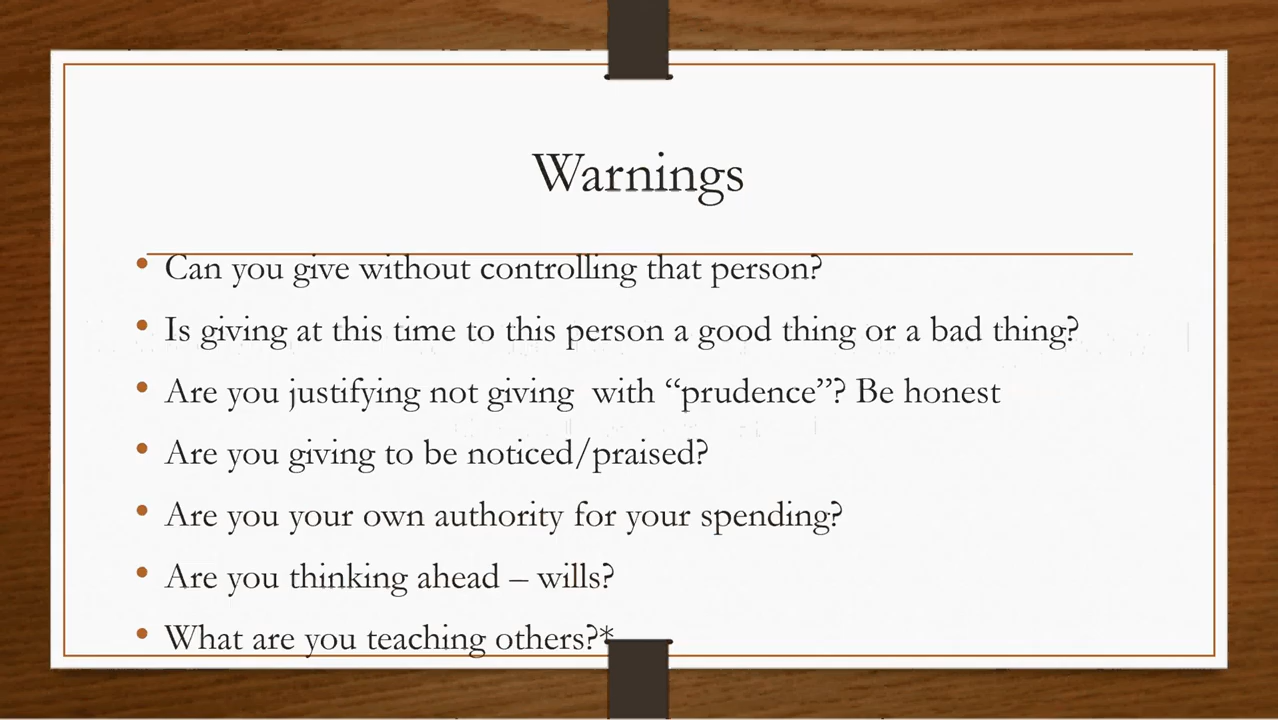 Warnings
• Can you give without controlling that person?
• Is giving at this time to this person a good thing or a bad thing?
• Are you justifying not giving  with “prudence”? Be honest
• Are you giving to be noticed/praised?
• Are you your own authority for your spending?
• Are you thinking ahead – wills?
• What are you teaching others?*